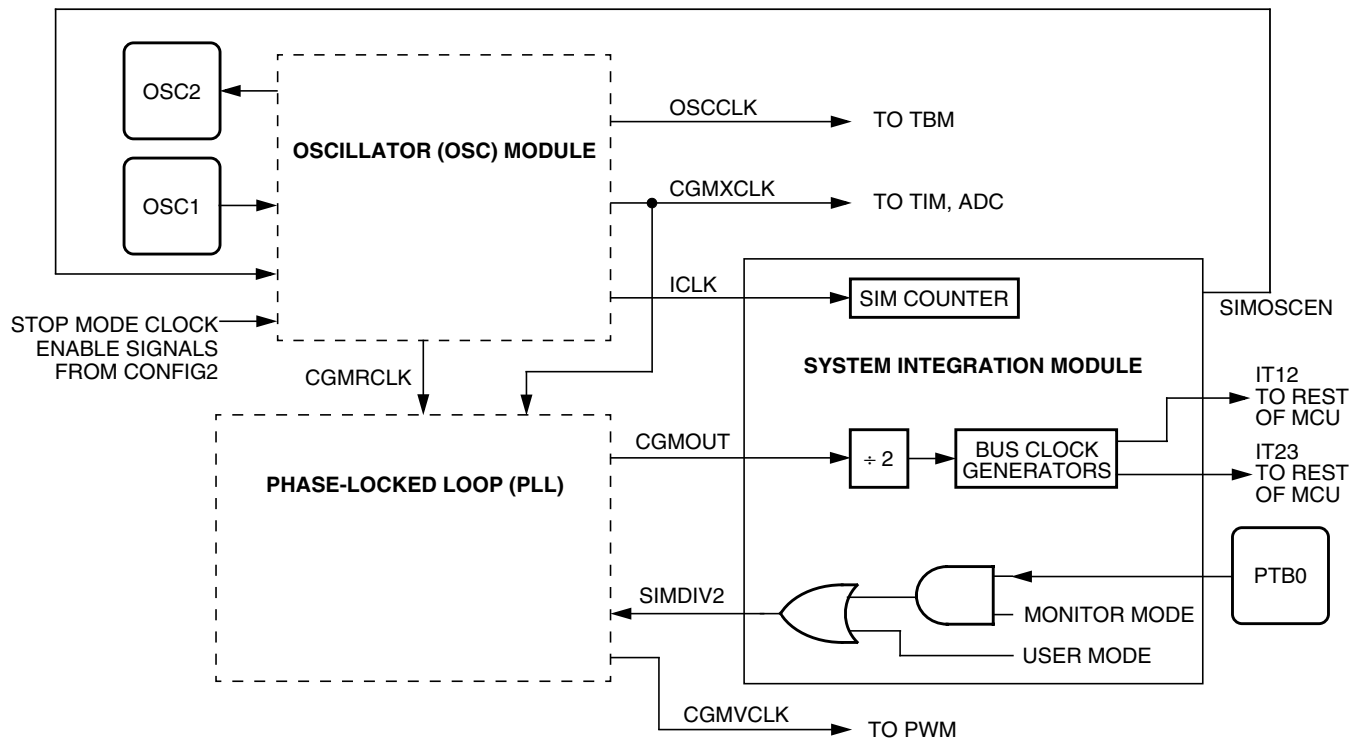 OSC2
OSCCLK
TO TBM
OSCILLATOR (OSC) MODULE
OSC1
CGMXCLK
TO TIM, ADC
ICLK
SIM COUNTER
SIMOSCEN
STOP MODE CLOCK
ENABLE SIGNALS
FROM CONFIG2
SYSTEM INTEGRATION MODULE
CGMRCLK
IT12
TO REST
OF MCU
CGMOUT
÷ 2
BUS CLOCK
GENERATORS
IT23
TO REST
OF MCU
PHASE-LOCKED LOOP (PLL)
PTB0
SIMDIV2
MONITOR MODE
USER MODE
CGMVCLK
TO PWM